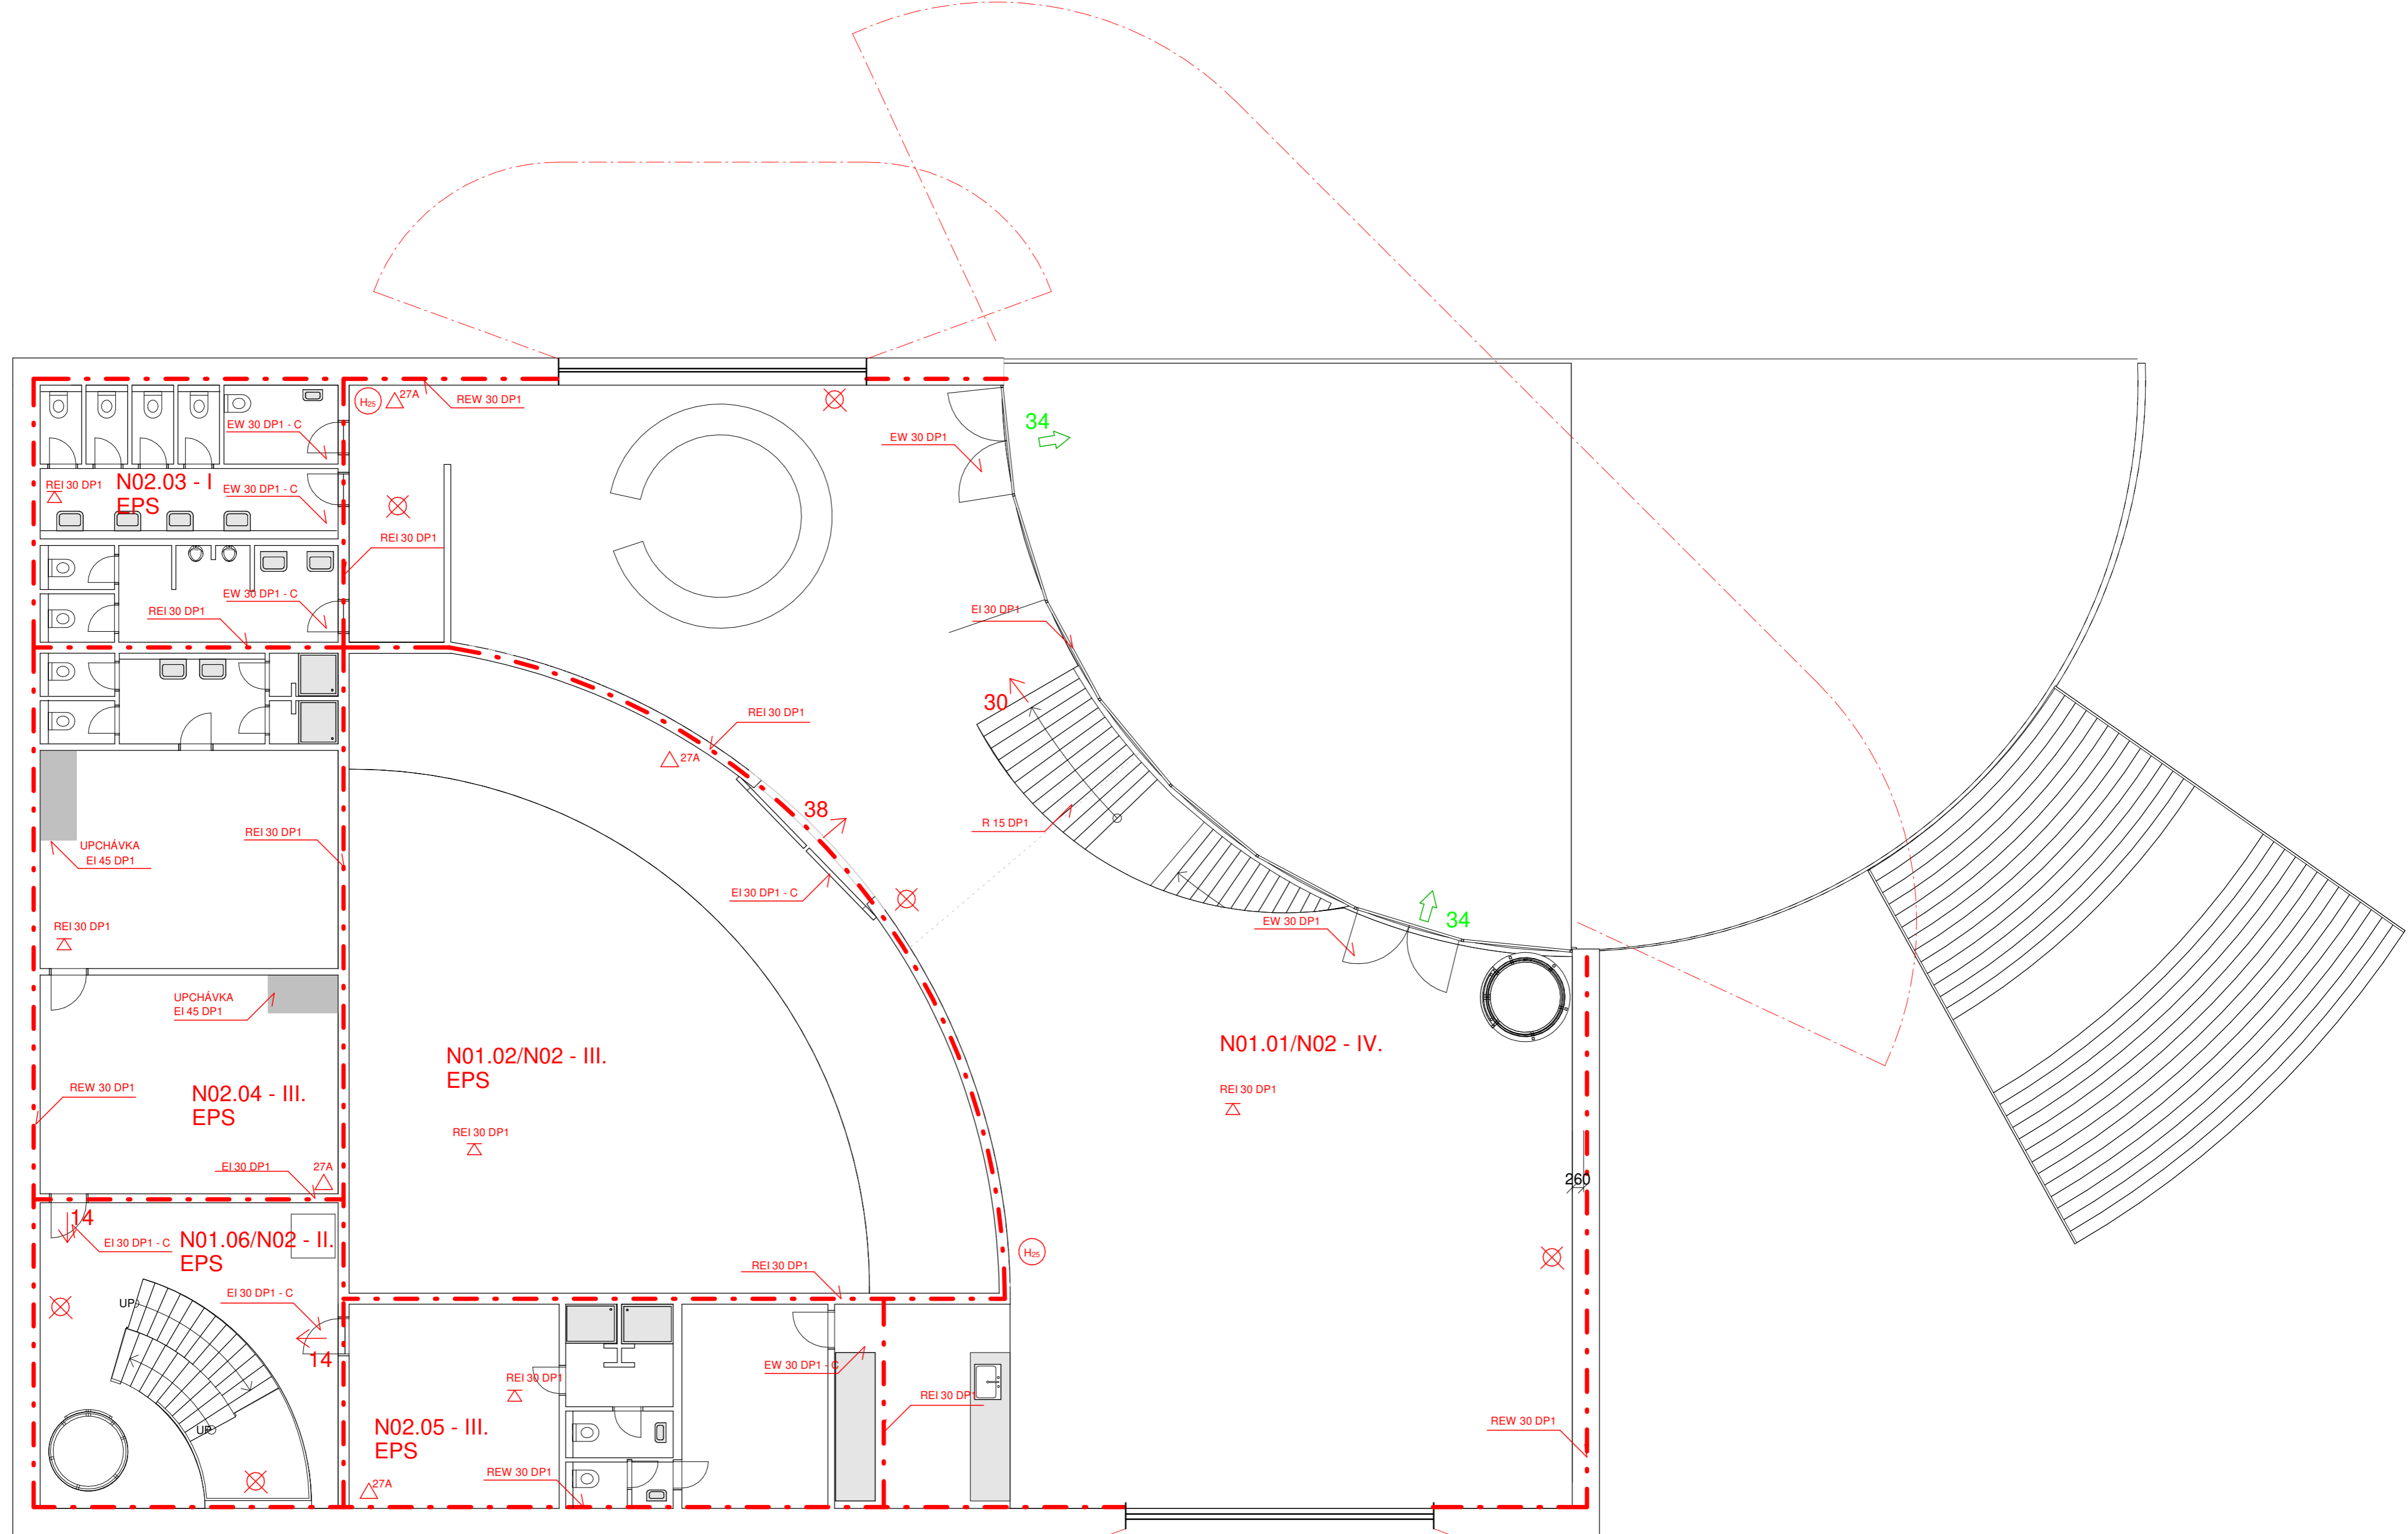 H25
27A
REW 30 DP1
EW 30 DP1 - C
EW 30 DP1
34
REI 30 DP1
N02.03 - I
EPS
EW 30 DP1 - C
REI 30 DP1
EW 30 DP1 - C
REI 30 DP1
EI 30 DP1
30
REI 30 DP1
27A
38
R 15 DP1
REI 30 DP1
UPCHÁVKA
EI 45 DP1
EI 30 DP1 - C
34
EW 30 DP1
REI 30 DP1
UPCHÁVKA
EI 45 DP1
N01.02/N02 - III.
EPS
N01.01/N02 - IV.
REI 30 DP1
REW 30 DP1
N02.04 - III.
EPS
REI 30 DP1
EI 30 DP1
27A
260
14
EI 30 DP1 - C
N01.06/N02 - II.
EPS
H25
REI 30 DP1
EI 30 DP1 - C
UP
14
EW 30 DP1 - C
REI 30 DP1
REI 30 DP1
N02.05 - III.
EPS
UP
REW 30 DP1
REW 30 DP1
27A